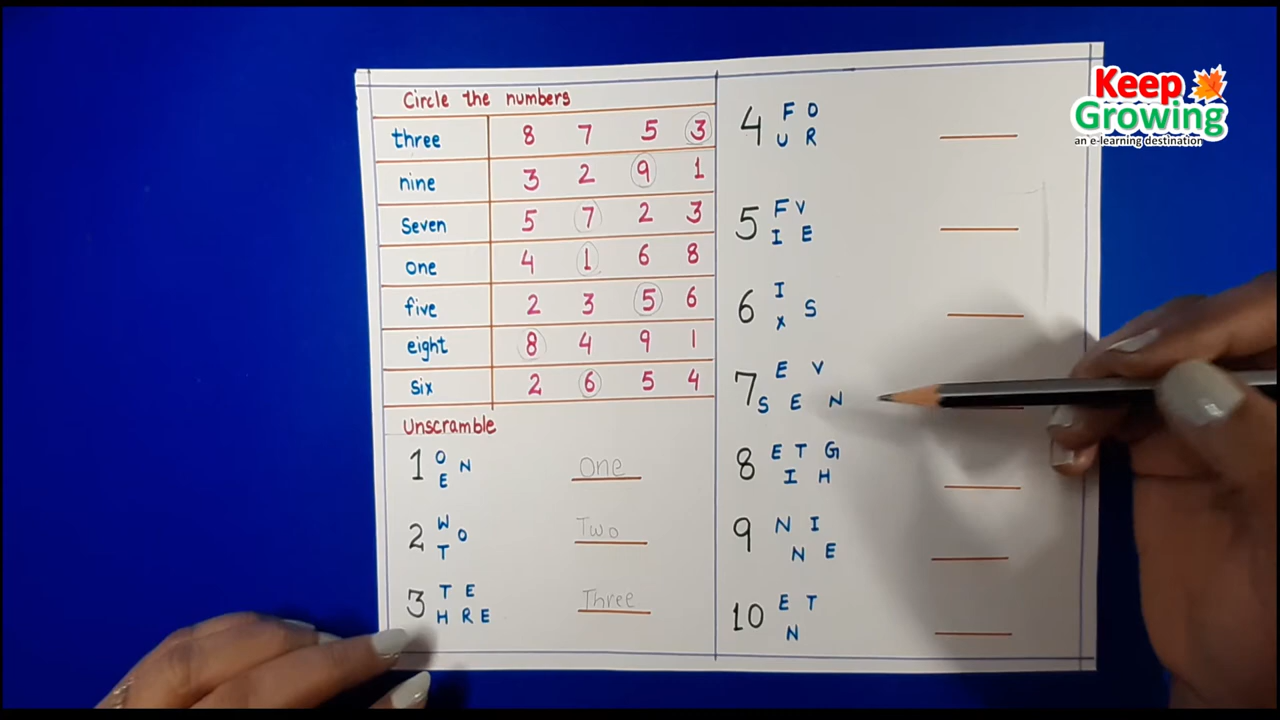 Circle the numbers
three 8 7 5 3
nine 3 2 9 1
Seven 5 7 2 3
one 4 1 6 8
five 2 3 5 6
eight 8 4 9 1
six 2 6 5 4
Unscramble
1 O N E One
2 W O T Two
3 T E
H R E Three
4 F O
U R
5 F V
I E
6 I
X S
7 E V
S E N
8 E T G
I H
9 N I
N E
10 E T
N
Keep
Growing
an e-learning destination